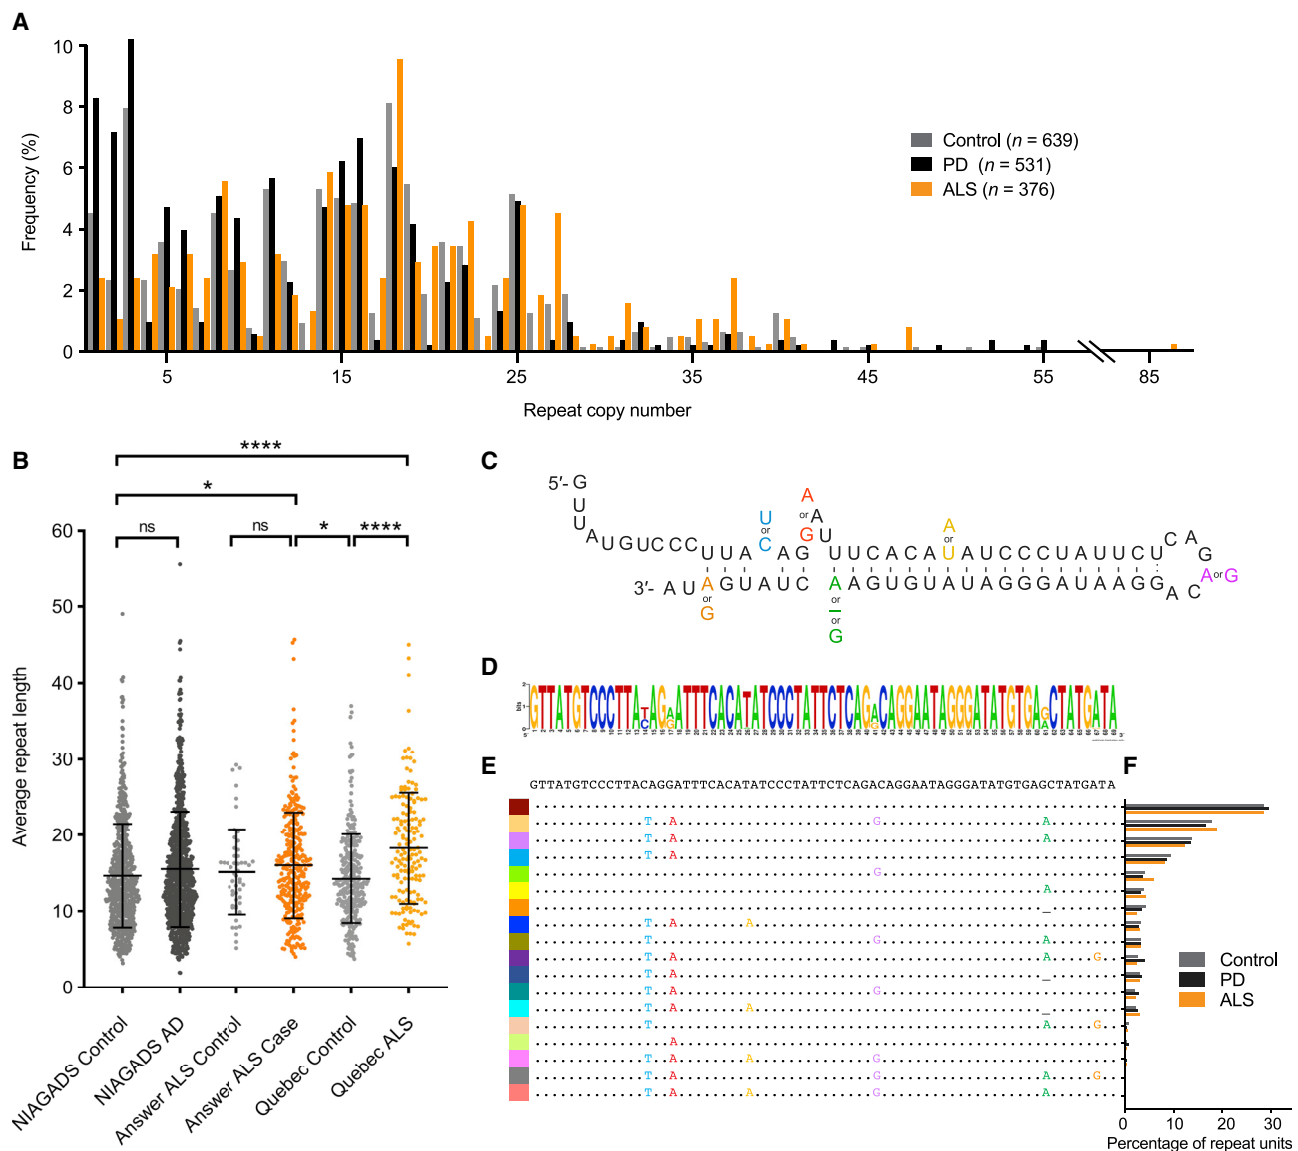 A
10
8
6
4
2
0
Frequency (%)
5
15
25
35
45
55
85
Repeat copy number
Control (n = 639)
PD (n = 531)
ALS (n = 376)
B
****
*
ns
ns
*
****
60
50
40
30
20
10
0
Average repeat length
NIAGADS Control
NIAGADS AD
Answer ALS Control
Answer ALS Case
Quebec Control
Quebec ALS
C
5′- G
U
U
A U G U C C C U U A C A G
U or C
A or G
A U
U U C A C A U A U C C C U A U U C U C A G
A or U
A or G
3′- A U A G U A U C U C A A G U G U A U A G G G A U A A G G A C
or G
or – or G
D
bits
GTTATGTCCCTTATAGAATTTCACATATCCCTATTCTCAGACAGGAATAGGGATATGTGAGCTATGATA
E
GTTATGTCCCTTACAGGATTTCACATATCCCTATTCTCAGACAGGAATAGGGATATGTGAGCTATGATA
T A G A
T A A
T A
G
A
_
T A A
T G A
A A G
T A _
T A G
T A A _
T A G
A
T A A G
T A A G
T A A G A
F
Control
PD
ALS
0 10 20 30
Percentage of repeat units